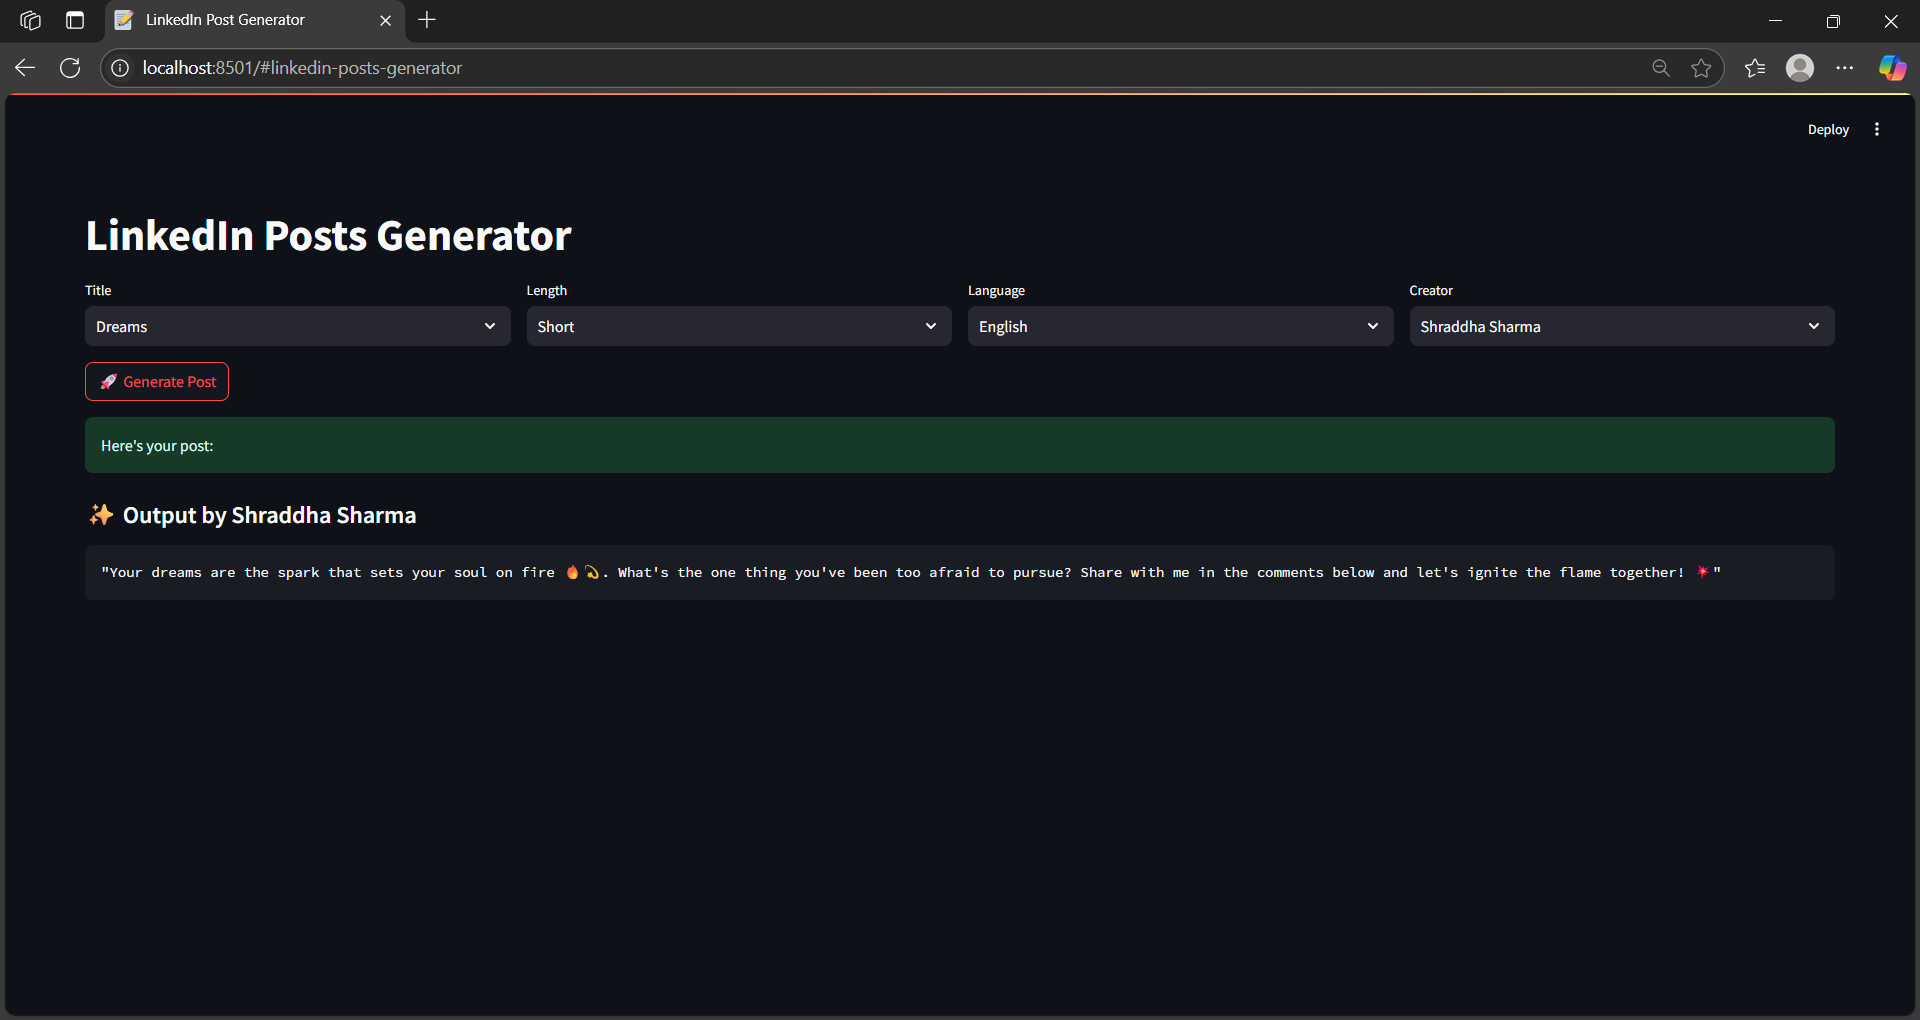 LinkedIn Post Generator
localhost:8501/#linkedin-posts-generator
Deploy
LinkedIn Posts Generator
Title
Length
Language
Creator
Dreams
Short
English
Shraddha Sharma
🚀 Generate Post
Here's your post:
✨ Output by Shraddha Sharma
"Your dreams are the spark that sets your soul on fire 🔥💫. What's the one thing you've been too afraid to pursue? Share with me in the comments below and let's ignite the flame together! 💥"